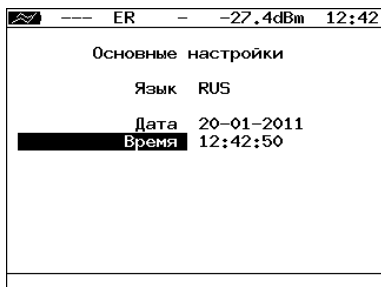 --- ER - -27.4dBm 12:42
Основные настройки
Язык RUS
Дата 20-01-2011
Время 12:42:50